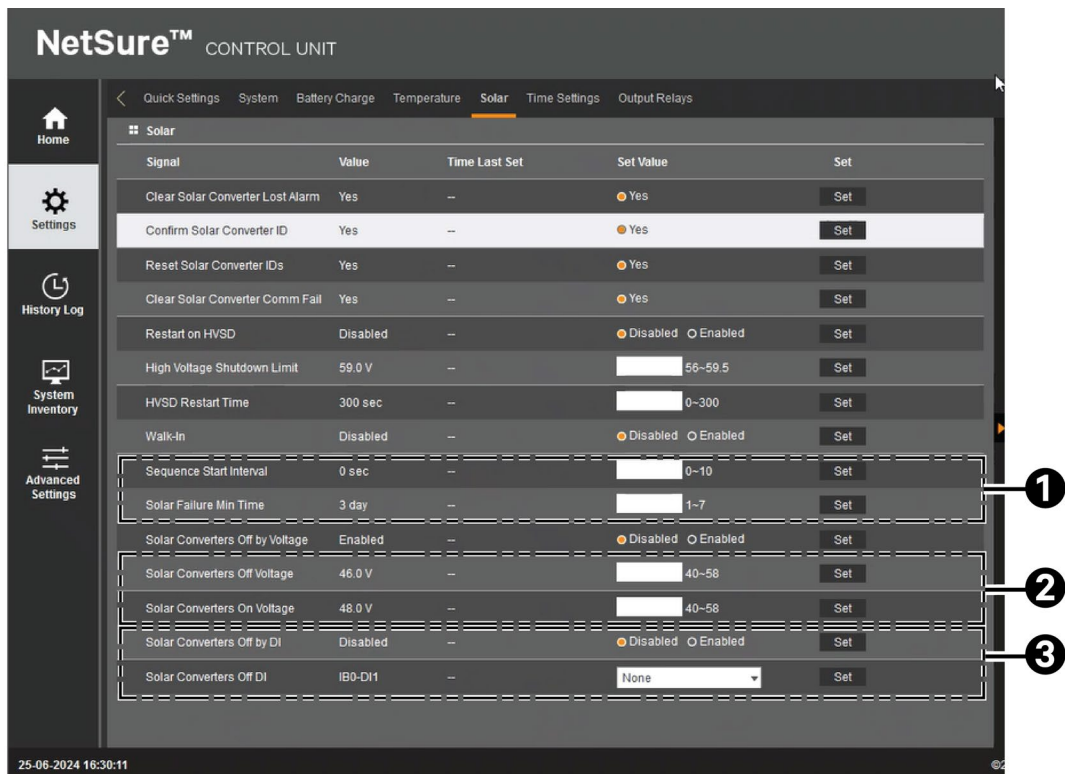 NetSure™ CONTROL UNIT
Quick Settings System Battery Charge Temperature Solar Time Settings Output Relays
Home
Settings
History Log
System
Inventory
Advanced
Settings
Solar
Signal Value Time Last Set Set Value Set
Clear Solar Converter Lost Alarm Yes -- Yes Set
Confirm Solar Converter ID Yes -- Yes Set
Reset Solar Converter IDs Yes -- Yes Set
Clear Solar Converter Comm Fail Yes -- Yes Set
Restart on HVSD Disabled -- Disabled Enabled Set
High Voltage Shutdown Limit 59.0 V -- 56~59.5 Set
HVSD Restart Time 300 sec -- 0~300 Set
Walk-In Disabled -- Disabled Enabled Set
Sequence Start Interval 0 sec -- 0~10 Set
Solar Failure Min Time 3 day -- 1~7 Set
1
Solar Converters Off by Voltage Enabled -- Disabled Enabled Set
Solar Converters Off Voltage 46.0 V -- 40~58 Set
2
Solar Converters On Voltage 48.0 V -- 40~58 Set
Solar Converters Off by DI Disabled -- Disabled Enabled Set
3
Solar Converters Off DI IB0-DI1 -- None Set
25-06-2024 16:30:11